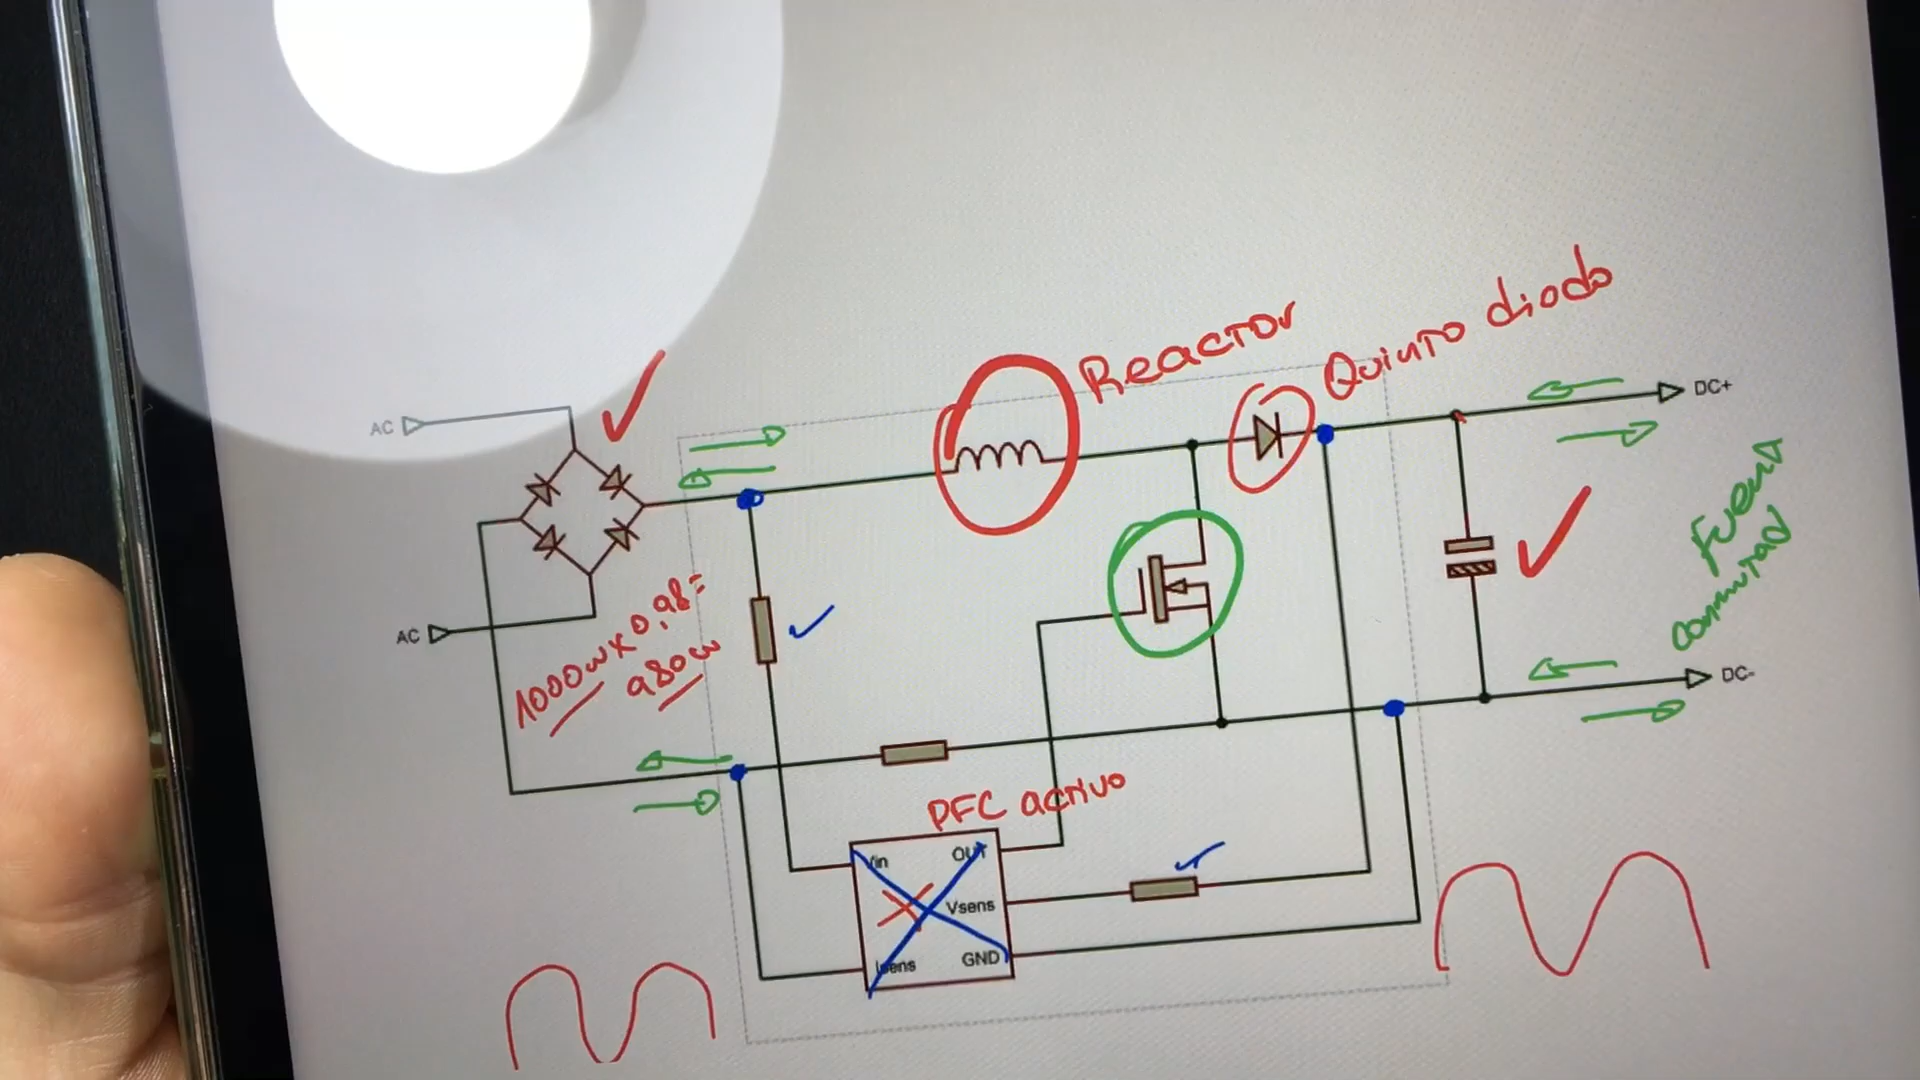 Reactor
Quinto diodo
AC
DC+
AC
1000w x 0,98=
980w
Fuente
conmutad
DC-
PFC activo
Vin
OUT
Vsens
Isens
GND